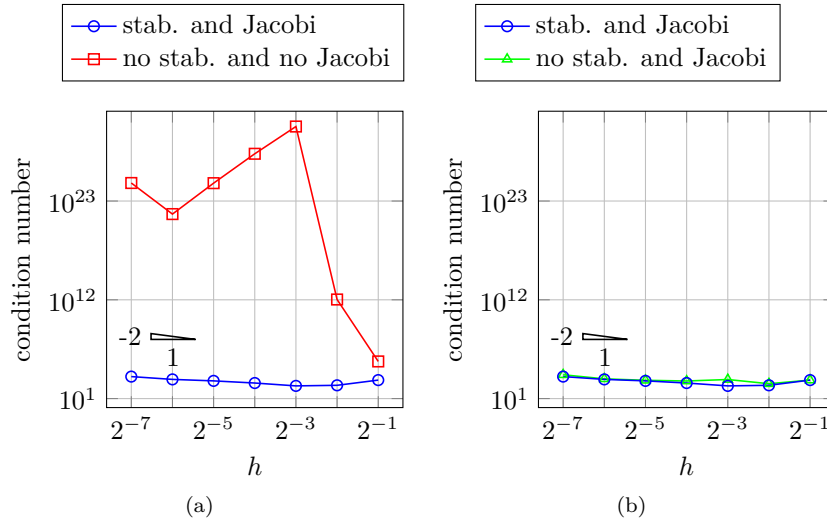 stab. and Jacobi
no stab. and no Jacobi
condition number
10^23
10^12
10^1
-2
1
2^-7
2^-5
2^-3
2^-1
h
(a)
stab. and Jacobi
no stab. and Jacobi
condition number
10^23
10^12
10^1
-2
1
2^-7
2^-5
2^-3
2^-1
h
(b)